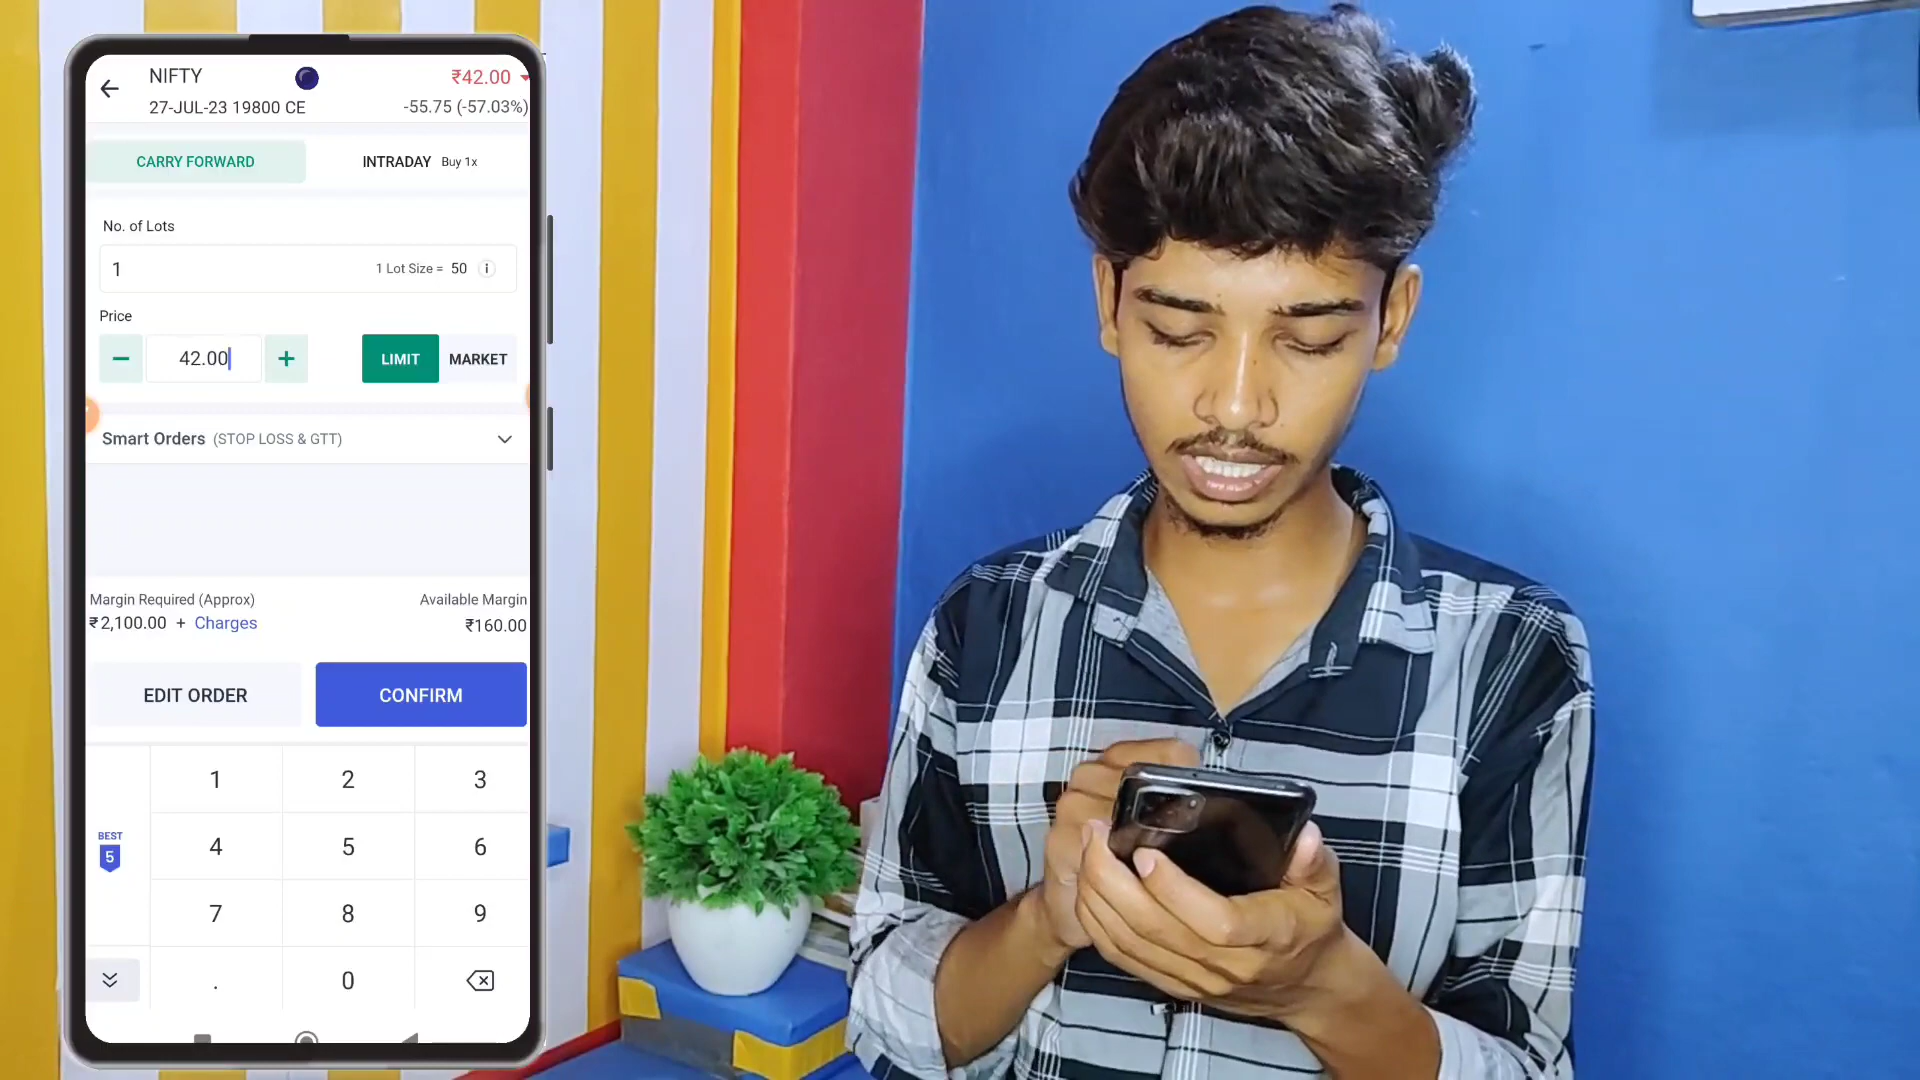 NIFTY
₹42.00
27-JUL-23 19800 CE
-55.75 (-57.03%)
CARRY FORWARD
INTRADAY Buy 1x
No. of Lots
1
1 Lot Size = 50
Price
− 42.00 +
LIMIT
MARKET
Smart Orders (STOP LOSS & GTT)
Margin Required (Approx)
Available Margin
₹2,100.00 + Charges
₹160.00
EDIT ORDER
CONFIRM
1 2 3
4 5 6
BEST
5
7 8 9
. 0